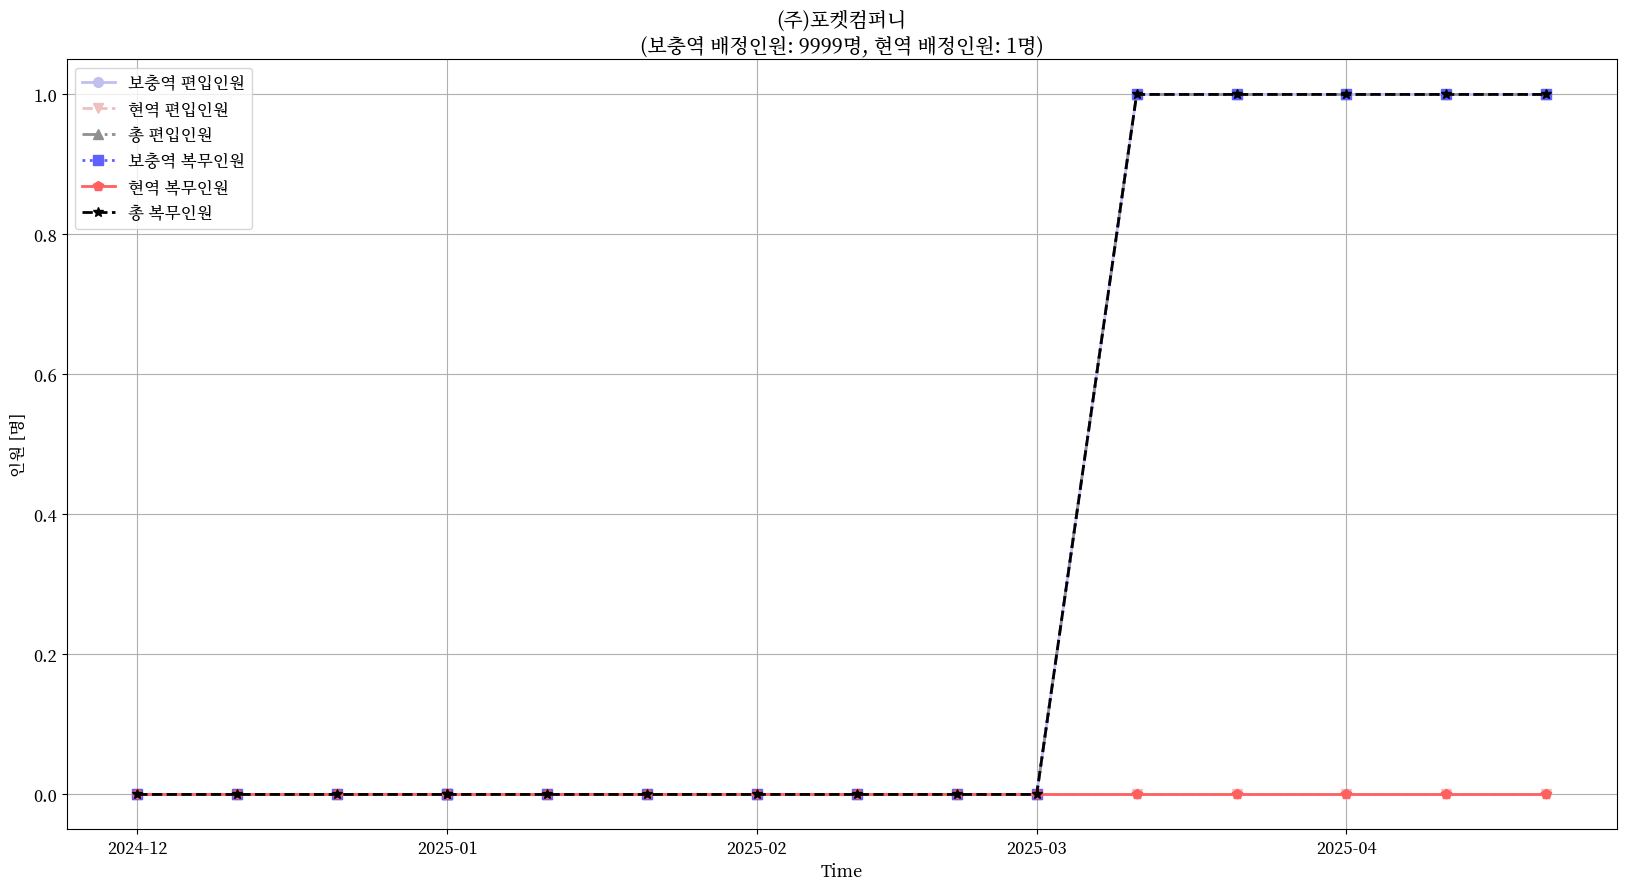 (주)포켓컴퍼니
(보충역 배정인원: 9999명, 현역 배정인원: 1명)
보충역 편입인원
현역 편입인원
총 편입인원
보충역 복무인원
현역 복무인원
총 복무인원
1.0
0.8
0.6
0.4
0.2
0.0
인원 [명]
2024-12
2025-01
2025-02
2025-03
2025-04
Time